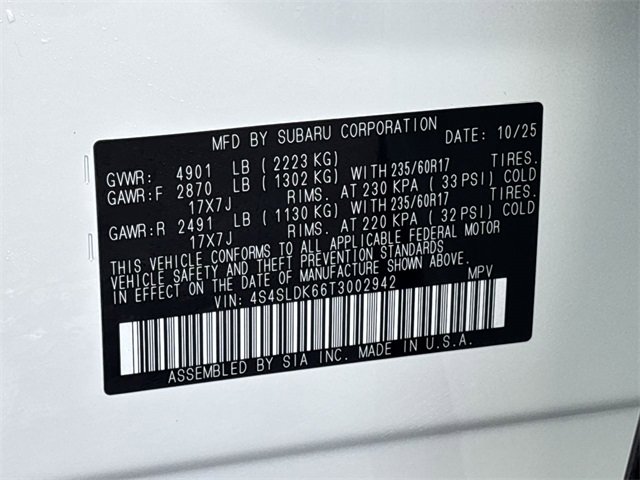 MFD BY SUBARU CORPORATION DATE: 10/25
GVWR: 4901 LB ( 2223 KG)
GAWR:F 2870 LB ( 1302 KG) WITH 235/60R17 TIRES.
17X7J RIMS. AT 230 KPA ( 33 PSI) COLD
GAWR:R 2491 LB ( 1130 KG) WITH 235/60R17 TIRES.
17X7J RIMS. AT 220 KPA ( 32 PSI) COLD
THIS VEHICLE CONFORMS TO ALL APPLICABLE FEDERAL MOTOR
VEHICLE SAFETY AND THEFT PREVENTION STANDARDS
IN EFFECT ON THE DATE OF MANUFACTURE SHOWN ABOVE.
VIN: 4S4SLDK66T3002942 MPV
ASSEMBLED BY SIA INC. MADE IN U.S.A.